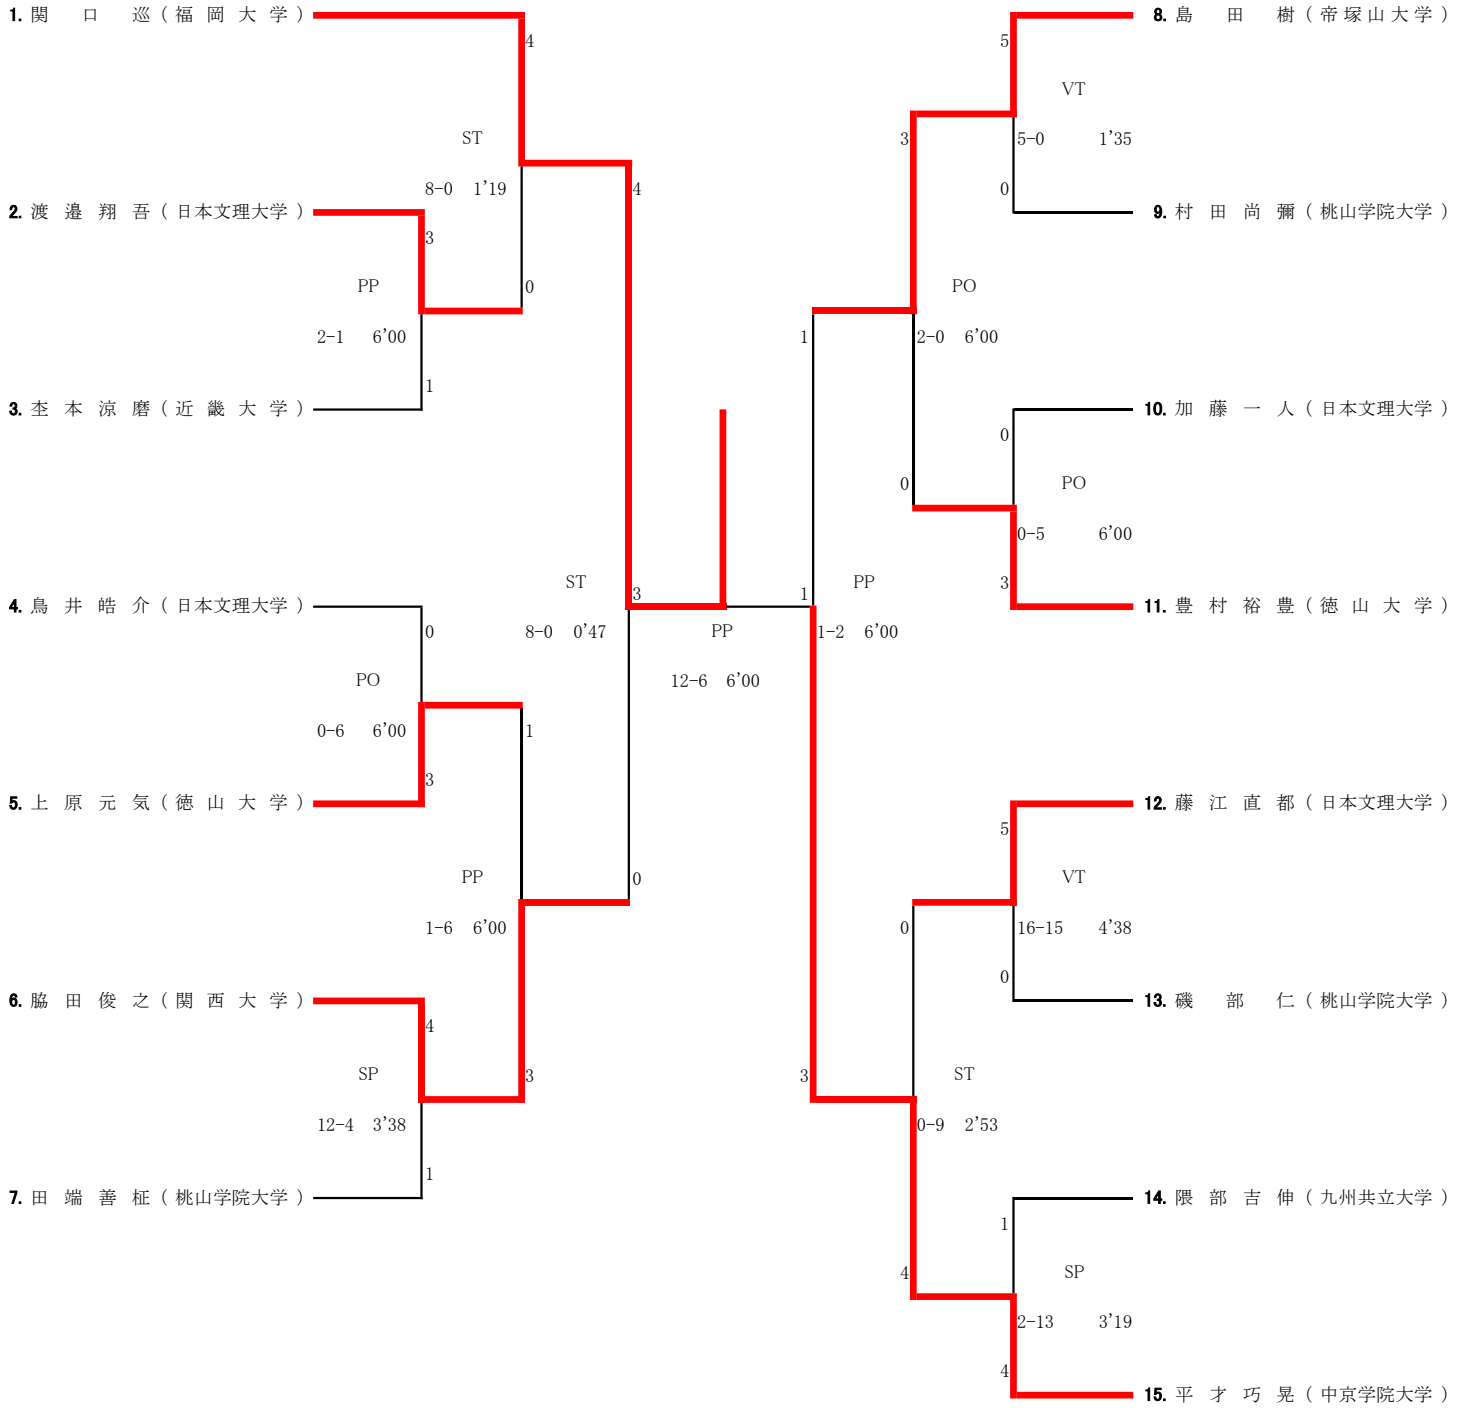 1. 関 口 巡 ( 福 岡 大 学 )
4
ST
8-0 1'19
2. 渡 邉 翔 吾 ( 日本文理大学 )
3
PP
0
2-1 6'00
1
3. 杢 本 涼 磨 ( 近 畿 大 学 )
4
4. 鳥 井 皓 介 ( 日本文理大学 )
0
PO
0-6 6'00
1
3
5. 上 原 元 気 ( 徳 山 大 学 )
ST
8-0 0'47
3
0
PP
1-6 6'00
6. 脇 田 俊 之 ( 関 西 大 学 )
4
SP
3
12-4 3'38
1
7. 田 端 善 柾 ( 桃山学院大学 )
PP
12-6 6'00
8. 島 田 樹 ( 帝塚山大学 )
5
VT
3
5-0 1'35
0
9. 村 田 尚 彌 ( 桃山学院大学 )
PO
1
2-0 6'00
10. 加 藤 一 人 ( 日本文理大学 )
0
PO
0
0-5 6'00
3
11. 豊 村 裕 豊 ( 徳 山 大 学 )
1
PP
1-2 6'00
12. 藤 江 直 都 ( 日本文理大学 )
5
VT
0
16-15 4'38
0
13. 磯 部 仁 ( 桃山学院大学 )
3
ST
0-9 2'53
14. 隈 部 吉 伸 ( 九州共立大学 )
1
SP
4
2-13 3'19
4
15. 平 才 巧 晃 ( 中京学院大学 )